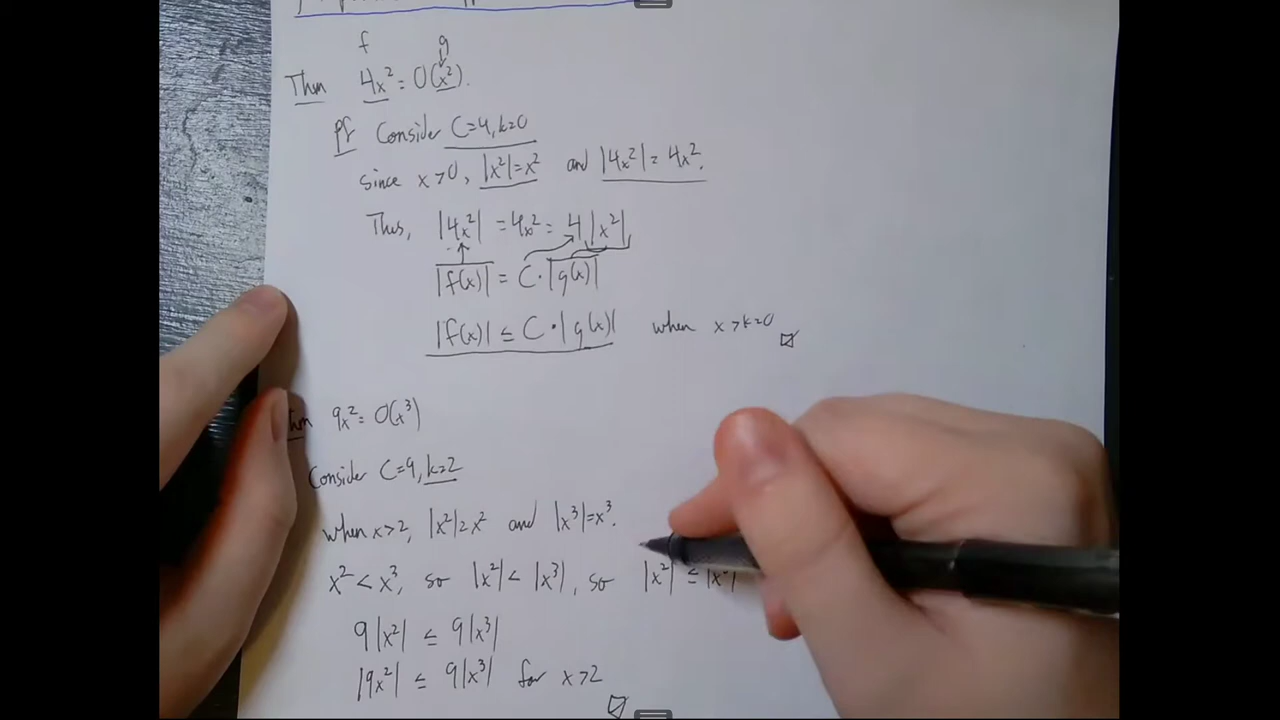 f g
Thm 4x² = O(x²).
Pf Consider C=4, k=0
Since x>0, |x²|=x² and |4x²|=4x².
Thus, |4x²| = 4x² = 4|x²|
|f(x)| = C·|g(x)|
|f(x)| ≤ C·|g(x)| when x>k=0
Thm 9x² = O(x³)
Consider C=9, k=2
When x>2, |x²|=x² and |x³|=x³.
x² < x³, so |x²| < |x³|, so |x²| ≤
9|x²| ≤ 9|x³|
|9x²| ≤ 9|x³| for x>2